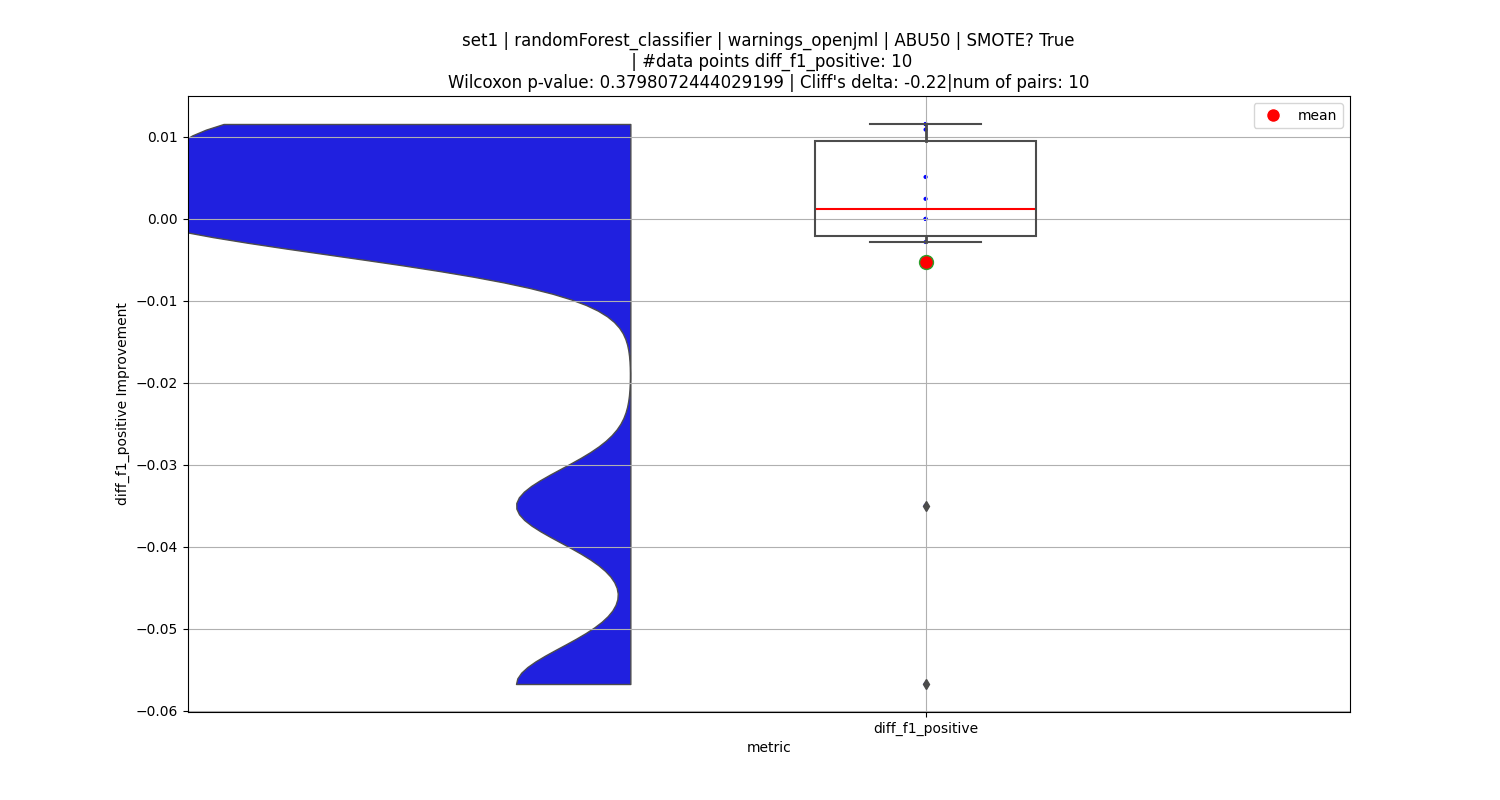 set1 | randomForest_classifier | warnings_openjml | ABU50 | SMOTE? True
| #data points diff_f1_positive: 10
Wilcoxon p-value: 0.3798072444029199 | Cliff's delta: -0.22|num of pairs: 10
mean
0.01
0.00
−0.01
−0.02
−0.03
−0.04
−0.05
−0.06
diff_f1_positive Improvement
diff_f1_positive
metric